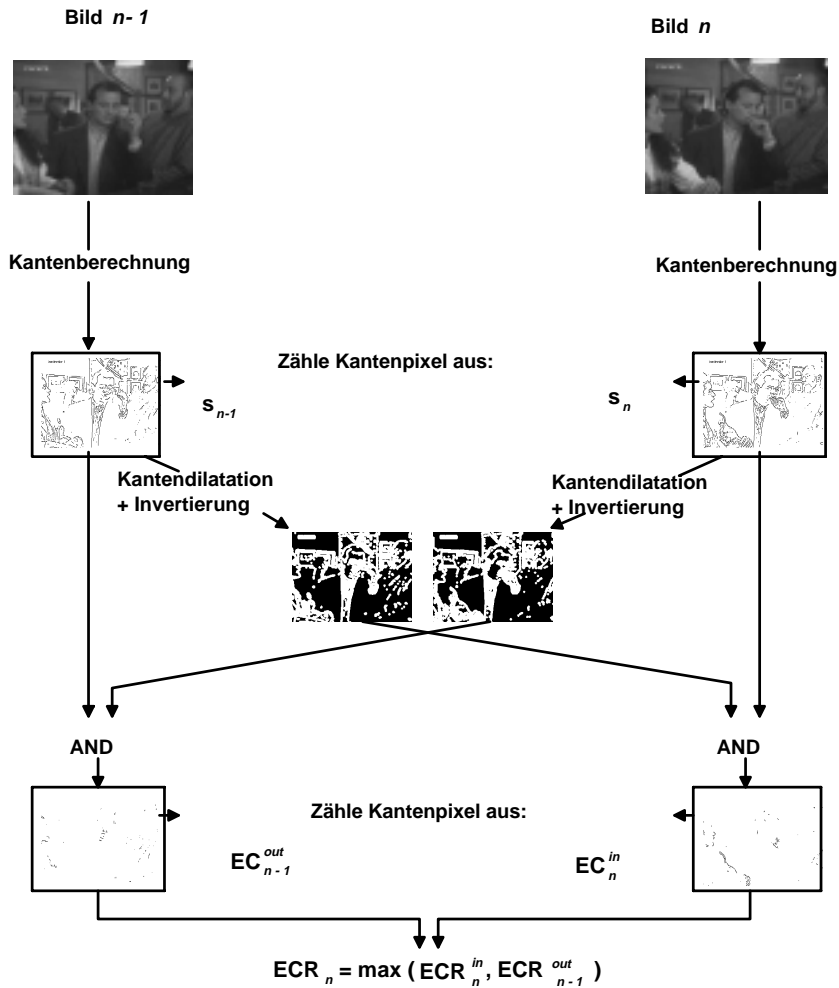 Bild n-1
Bild n
Kantenberechnung
Kantenberechnung
Zähle Kantenpixel aus:
s n-1
s n
Kantendilatation
+ Invertierung
Kantendilatation
+ Invertierung
AND
AND
Zähle Kantenpixel aus:
EC out n-1
EC in n
ECR n = max ( ECR in n , ECR out n-1 )